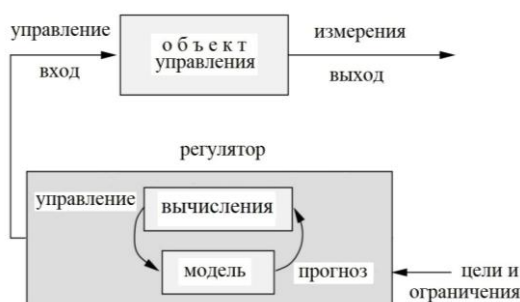 управление
вход
о б ъ е к т
управления
измерения
выход
регулятор
управление
вычисления
модель
прогноз
цели и
ограничения